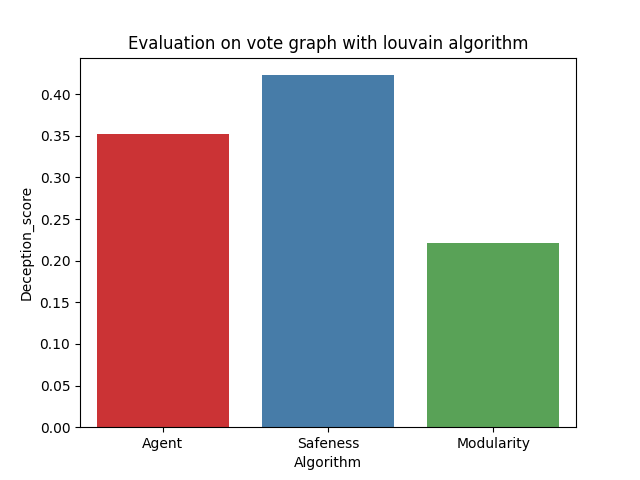 Evaluation on vote graph with louvain algorithm
Deception_score
0.40
0.35
0.30
0.25
0.20
0.15
0.10
0.05
0.00
Agent
Safeness
Modularity
Algorithm